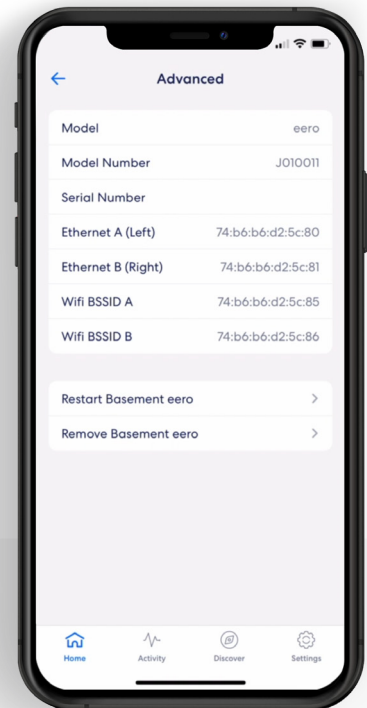 Advanced
Model eero
Model Number J010011
Serial Number
Ethernet A (Left) 74:b6:b6:d2:5c:80
Ethernet B (Right) 74:b6:b6:d2:5c:81
Wifi BSSID A 74:b6:b6:d2:5c:85
Wifi BSSID B 74:b6:b6:d2:5c:86
Restart Basement eero
Remove Basement eero
Home Activity Discover Settings